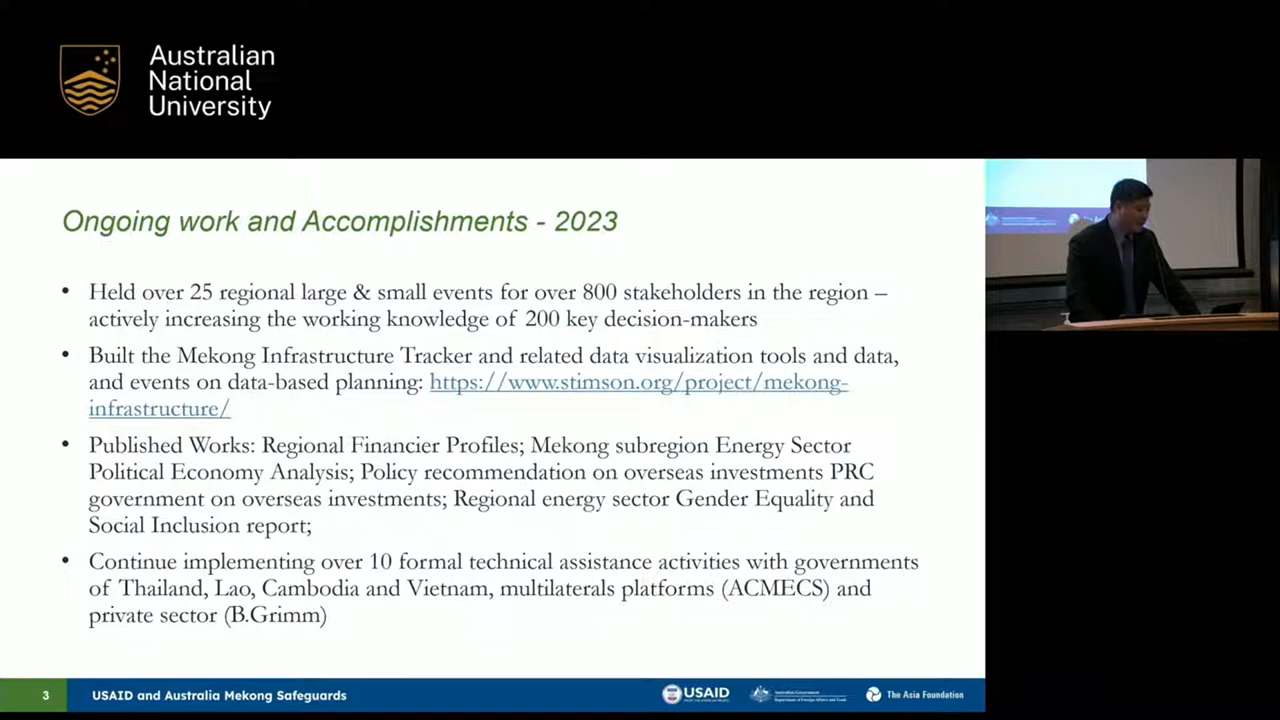 Australian
National
University
Ongoing work and Accomplishments - 2023
• Held over 25 regional large & small events for over 800 stakeholders in the region –
actively increasing the working knowledge of 200 key decision-makers
• Built the Mekong Infrastructure Tracker and related data visualization tools and data,
and events on data-based planning: https://www.stimson.org/project/mekong-
infrastructure/
• Published Works: Regional Financier Profiles; Mekong subregion Energy Sector
Political Economy Analysis; Policy recommendation on overseas investments PRC
government on overseas investments; Regional energy sector Gender Equality and
Social Inclusion report;
• Continue implementing over 10 formal technical assistance activities with governments
of Thailand, Lao, Cambodia and Vietnam, multilaterals platforms (ACMECS) and
private sector (B.Grimm)
3 USAID and Australia Mekong Safeguards USAID Australian Government The Asia Foundation